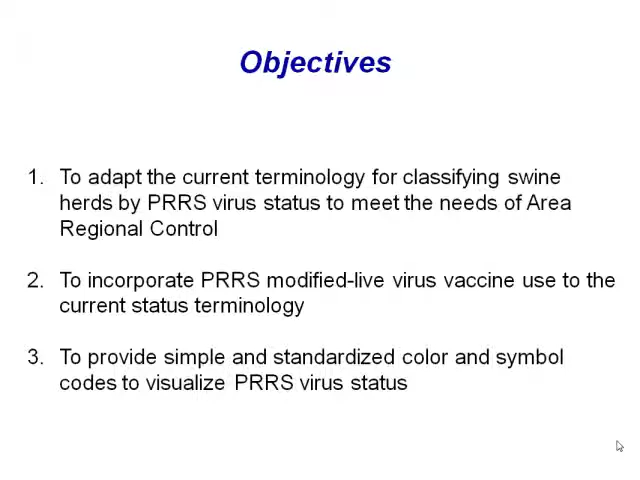 Objectives
1. To adapt the current terminology for classifying swine
herds by PRRS virus status to meet the needs of Area
Regional Control
2. To incorporate PRRS modified-live virus vaccine use to the
current status terminology
3. To provide simple and standardized color and symbol
codes to visualize PRRS virus status